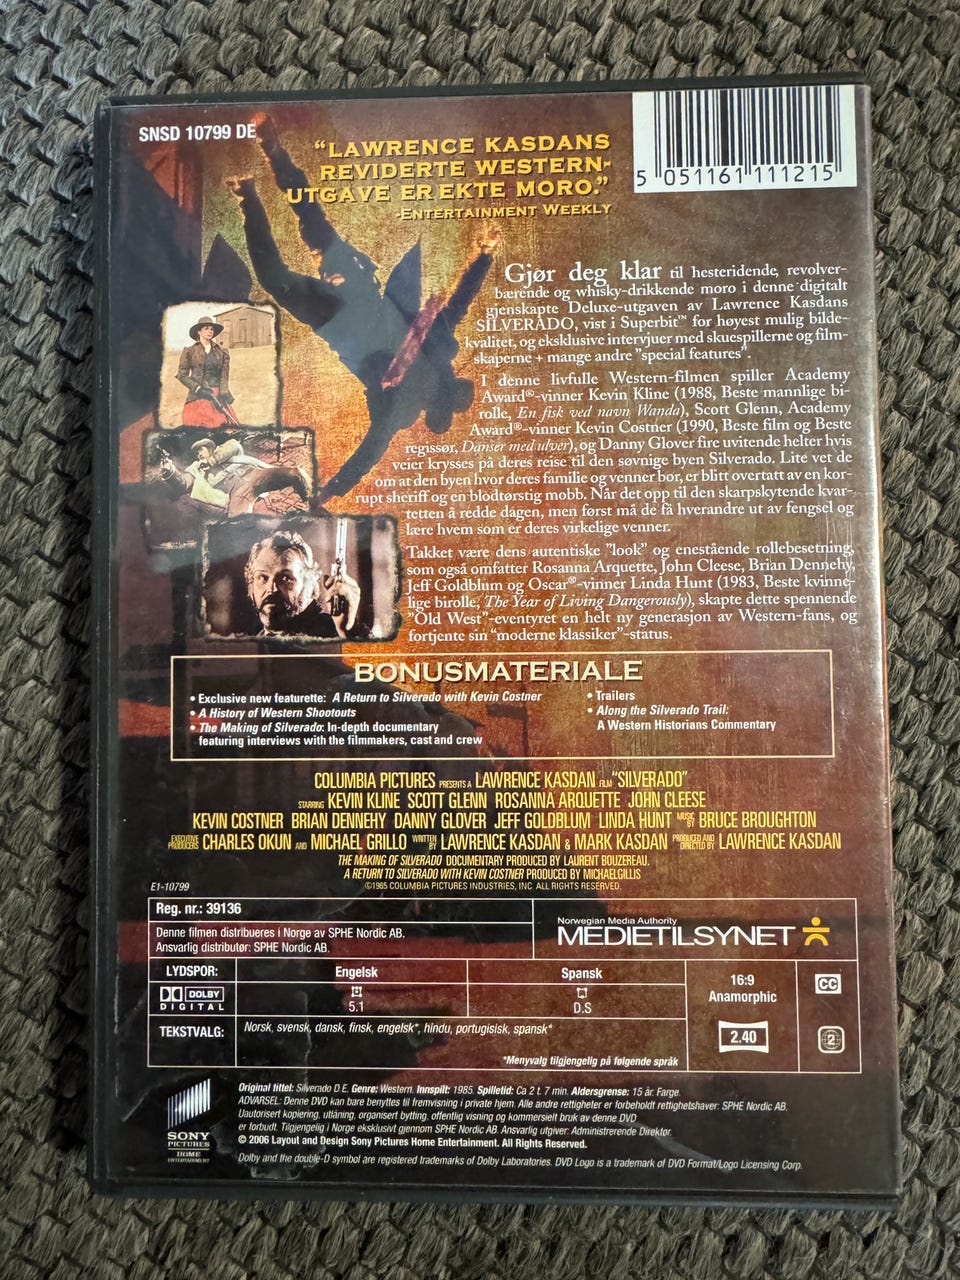 SNSD 10799 DE
"LAWRENCE KASDANS
REVIDERTE WESTERN-
UTGAVE ER EKTE MORO."
-ENTERTAINMENT WEEKLY
5 051161 111215
Gjør deg klar til hesteridende, revolver-
bærende og whisky-drikkende moro i denne digitalt
gjenskapte Deluxe-utgaven av Lawrence Kasdans
SILVERADO, vist i Superbit™ for høyest mulig bilde-
kvalitet, og eksklusive intervjuer med skuespillerne og film-
skaperne + mange andre "special features".
I denne livfulle Western-filmen spiller Academy
Award®-vinner Kevin Kline (1988, Beste mannlige bi-
rolle, En fisk ved navn Wanda), Scott Glenn, Academy
Award®-vinner Kevin Costner (1990, Beste film og Beste
regissør, Danser med ulver), og Danny Glover fire uvitende helter hvis
veier krysses på deres reise til den søvnige byen Silverado. Lite vet de
om at den byen hvor deres familie og venner bor, er blitt overtatt av en kor-
rupt sheriff og en blodtørstig mobb. Når det opp til den skarpskytende kvar-
tetten å redde dagen, men først må de få hverandre ut av fengsel og
lære hvem som er deres virkelige venner.
Takket være dens autentiske "look" og enestående rollebesetning,
som også omfatter Rosanna Arquette, John Cleese, Brian Dennehy,
Jeff Goldblum og Oscar®-vinner Linda Hunt (1983, Beste kvinne-
lige birolle, The Year of Living Dangerously), skapte dette spennende
"Old West"-eventyret en helt ny generasjon av Western-fans, og
fortjente sin "moderne klassiker"-status.
BONUSMATERIALE
• Exclusive new featurette: A Return to Silverado with Kevin Costner
• A History of Western Shootouts
• The Making of Silverado: In-depth documentary
featuring interviews with the filmmakers, cast and crew
• Trailers
• Along the Silverado Trail:
A Western Historians Commentary
COLUMBIA PICTURES PRESENTS A LAWRENCE KASDAN FILM "SILVERADO"
STARRING KEVIN KLINE SCOTT GLENN ROSANNA ARQUETTE JOHN CLEESE
KEVIN COSTNER BRIAN DENNEHY DANNY GLOVER JEFF GOLDBLUM LINDA HUNT MUSIC BY BRUCE BROUGHTON
EXECUTIVE PRODUCERS CHARLES OKUN AND MICHAEL GRILLO WRITTEN BY LAWRENCE KASDAN & MARK KASDAN PRODUCED AND DIRECTED BY LAWRENCE KASDAN
THE MAKING OF SILVERADO DOCUMENTARY PRODUCED BY LAURENT BOUZEREAU.
A RETURN TO SILVERADO WITH KEVIN COSTNER PRODUCED BY MICHAELGILLIS
©1985 COLUMBIA PICTURES INDUSTRIES, INC. ALL RIGHTS RESERVED.
E1-10799
Reg. nr.: 39136
Denne filmen distribueres i Norge av SPHE Nordic AB.
Ansvarlig distributør: SPHE Nordic AB.
Norwegian Media Authority
MEDIETILSYNET
LYDSPOR: Engelsk Spansk
DOLBY DIGITAL 5.1 D.S
16:9
Anamorphic
CC
TEKSTVALG: Norsk, svensk, dansk, finsk, engelsk*, hindu, portugisisk, spansk*
*Menyvalg tilgjengelig på følgende språk
2.40
2
Original tittel: Silverado D.E. Genre: Western. Innspilt: 1985. Spilletid: Ca 2 t. 7 min. Aldersgrense: 15 år. Farge.
ADVARSEL: Denne DVD kan bare benyttes til fremvisning i private hjem. Alle andre rettigheter er forbeholdt rettighetshaver: SPHE Nordic AB.
Uautorisert kopiering, utlåning, organisert bytting, offentlig visning og kommersielt bruk av denne DVD
er forbudt. Tilgjengelig i Norge eksklusivt gjennom SPHE Nordic AB. Ansvarlig utgiver: Administrerende Direktør.
© 2006 Layout and Design Sony Pictures Home Entertainment. All Rights Reserved.
Dolby and the double-D symbol are registered trademarks of Dolby Laboratories. DVD Logo is a trademark of DVD Format/Logo Licensing Corp.
SONY
PICTURES
HOME
ENTERTAINMENT